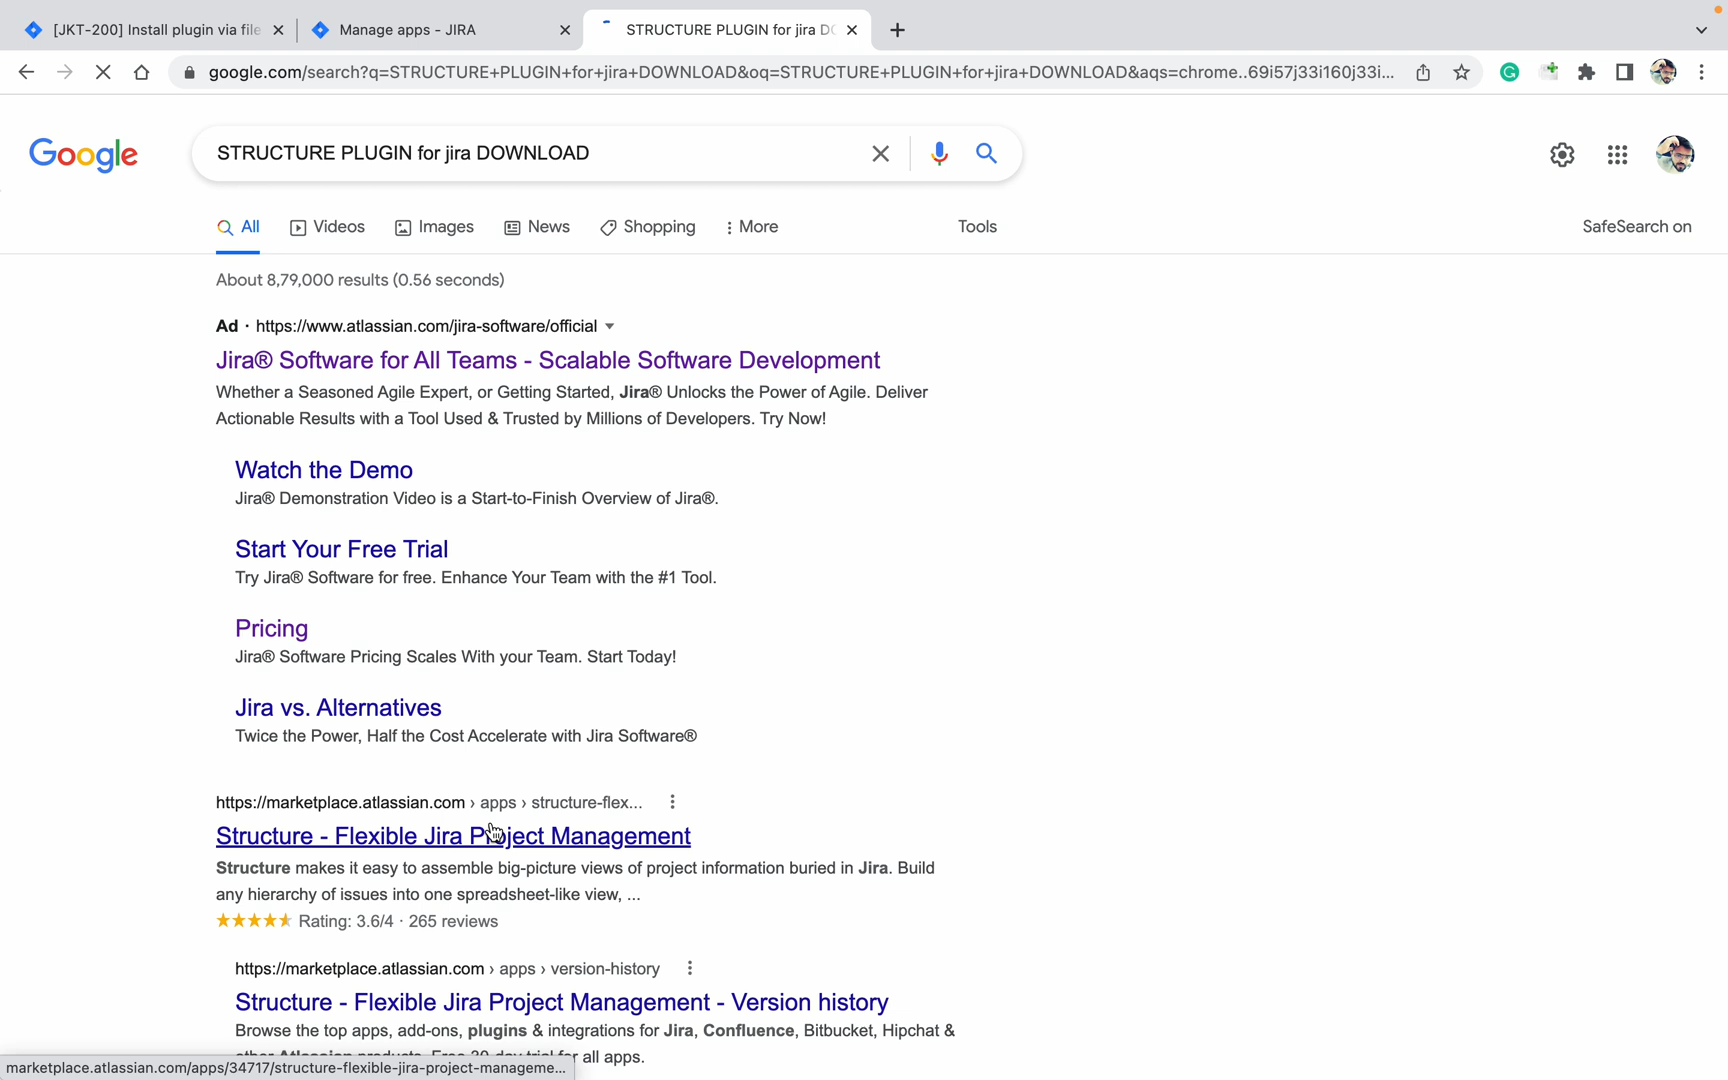 [JKT-200] Install plugin via file
Manage apps - JIRA
STRUCTURE PLUGIN for jira DO
google.com/search?q=STRUCTURE+PLUGIN+for+jira+DOWNLOAD&oq=STRUCTURE+PLUGIN+for+jira+DOWNLOAD&aqs=chrome..69i57j33i160j33i...
Google
STRUCTURE PLUGIN for jira DOWNLOAD
All
Videos
Images
News
Shopping
More
Tools
SafeSearch on
About 8,79,000 results (0.56 seconds)
Ad · https://www.atlassian.com/jira-software/official
Jira® Software for All Teams - Scalable Software Development
Whether a Seasoned Agile Expert, or Getting Started, Jira® Unlocks the Power of Agile. Deliver
Actionable Results with a Tool Used & Trusted by Millions of Developers. Try Now!
Watch the Demo
Jira® Demonstration Video is a Start-to-Finish Overview of Jira®.
Start Your Free Trial
Try Jira® Software for free. Enhance Your Team with the #1 Tool.
Pricing
Jira® Software Pricing Scales With your Team. Start Today!
Jira vs. Alternatives
Twice the Power, Half the Cost Accelerate with Jira Software®
https://marketplace.atlassian.com › apps › structure-flex...
Structure - Flexible Jira Project Management
Structure makes it easy to assemble big-picture views of project information buried in Jira. Build
any hierarchy of issues into one spreadsheet-like view, ...
Rating: 3.6/4 · 265 reviews
https://marketplace.atlassian.com › apps › version-history
Structure - Flexible Jira Project Management - Version history
Browse the top apps, add-ons, plugins & integrations for Jira, Confluence, Bitbucket, Hipchat &
other Atlassian products. Free 30-day trial for all apps.
marketplace.atlassian.com/apps/34717/structure-flexible-jira-project-manageme...